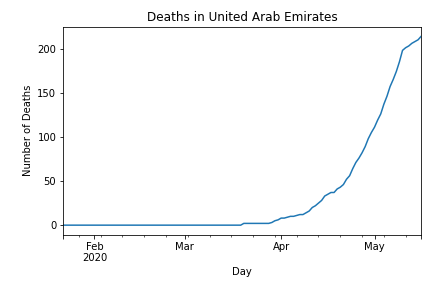 Deaths in United Arab Emirates
Number of Deaths
200
150
100
50
0
Feb
2020
Mar
Apr
May
Day